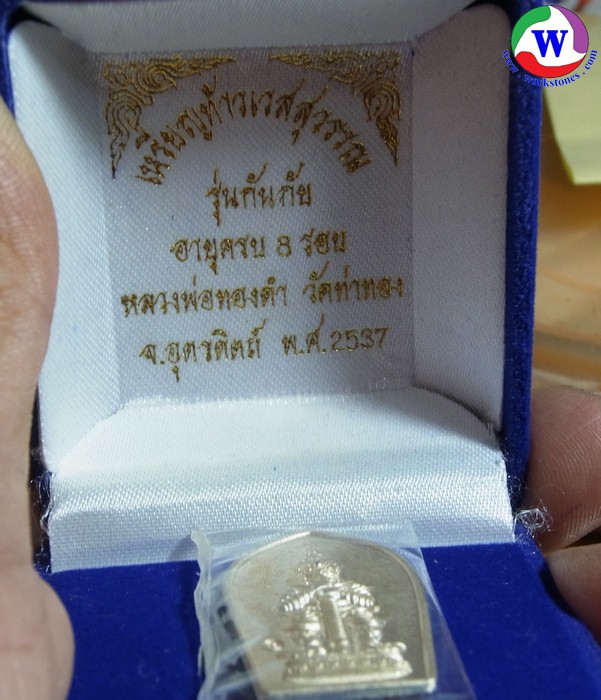 เหรียญท้าวเวสสุวรรณ
รุ่นกันภัย
อายุครบ 8 รอบ
หลวงพ่อทองดำ วัดท่าทอง
จ.อุตรดิตถ์ พ.ศ.2537
W
www.workstones.com